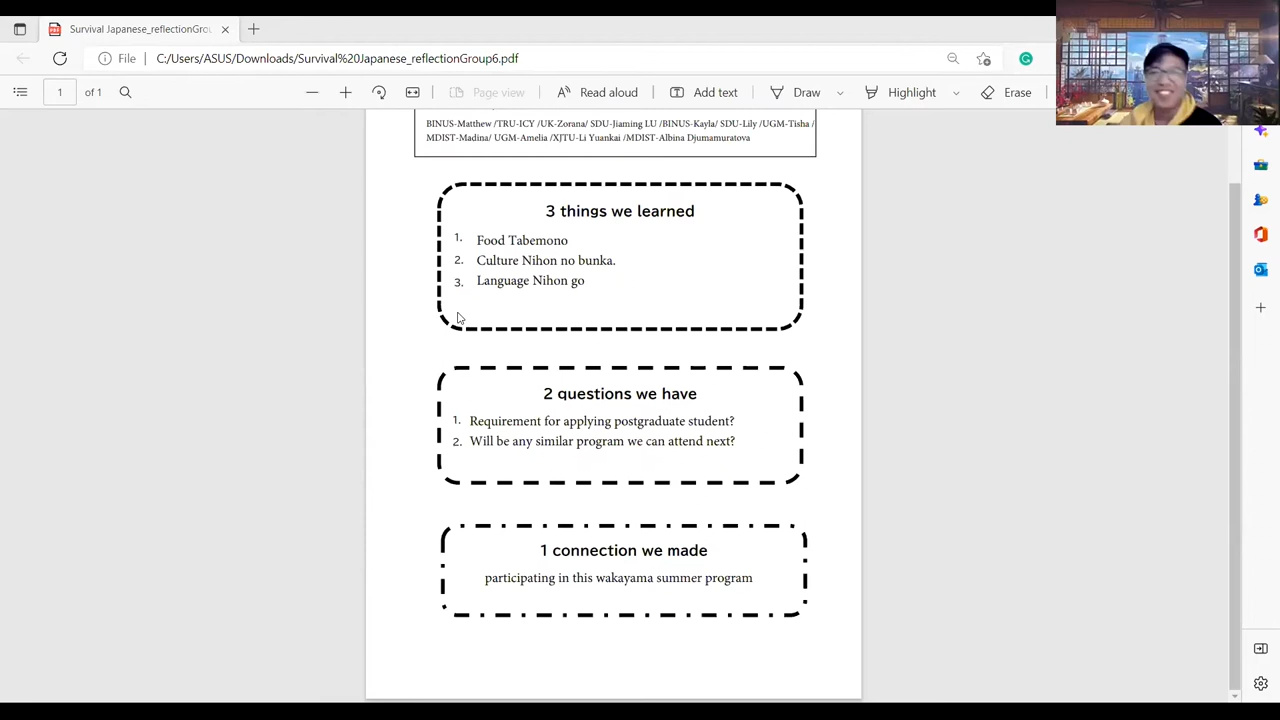 Survival Japanese_reflectionGrou
File C:/Users/ASUS/Downloads/Survival%20Japanese_reflectionGroup6.pdf
1 of 1 Page view Read aloud Add text Draw Highlight Erase
BINUS-Matthew /TRU-ICY /UK-Zorana/ SDU-Jiaming LU /BINUS-Kayla/ SDU-Lily /UGM-Tisha /
MDIST-Madina/ UGM-Amelia /XJTU-Li Yuankai /MDIST-Albina Djumamuratova
3 things we learned
1. Food Tabemono
2. Culture Nihon no bunka.
3. Language Nihon go
2 questions we have
1. Requirement for applying postgraduate student?
2. Will be any similar program we can attend next?
1 connection we made
participating in this wakayama summer program